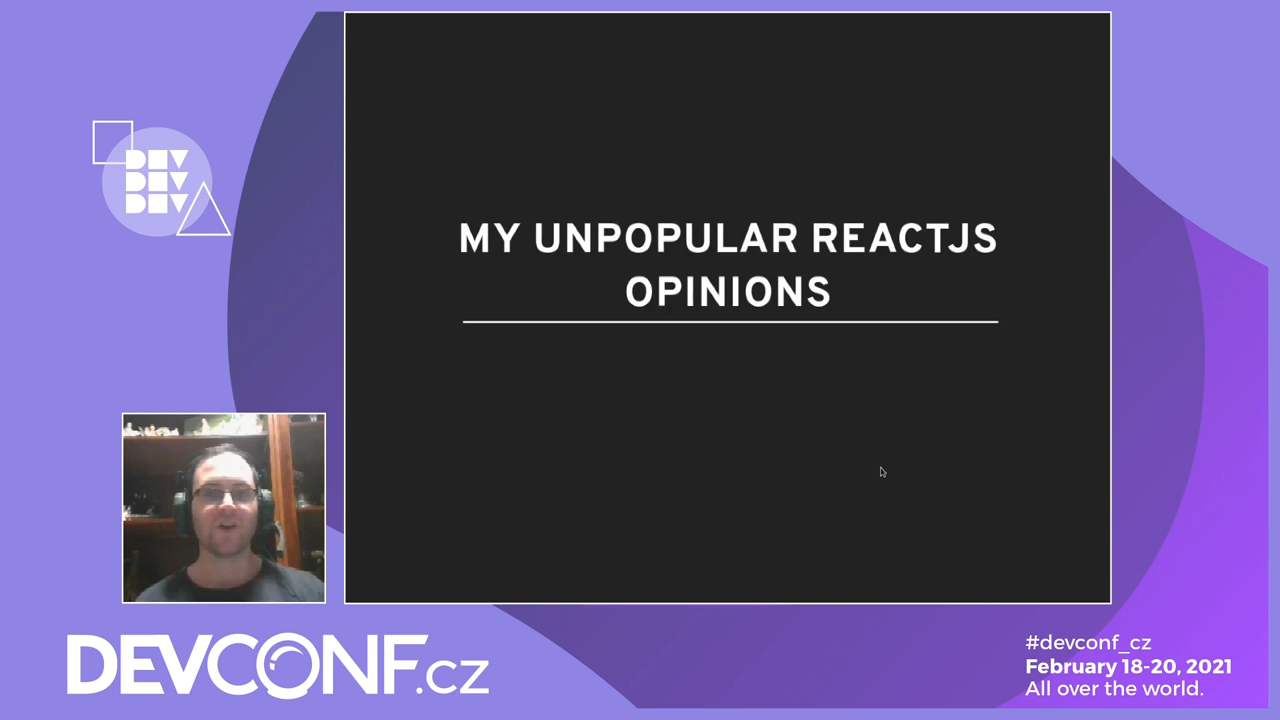 DEV
DEV
DEV
MY UNPOPULAR REACTJS
OPINIONS
DEVCONF.cz
#devconf_cz
February 18-20, 2021
All over the world.